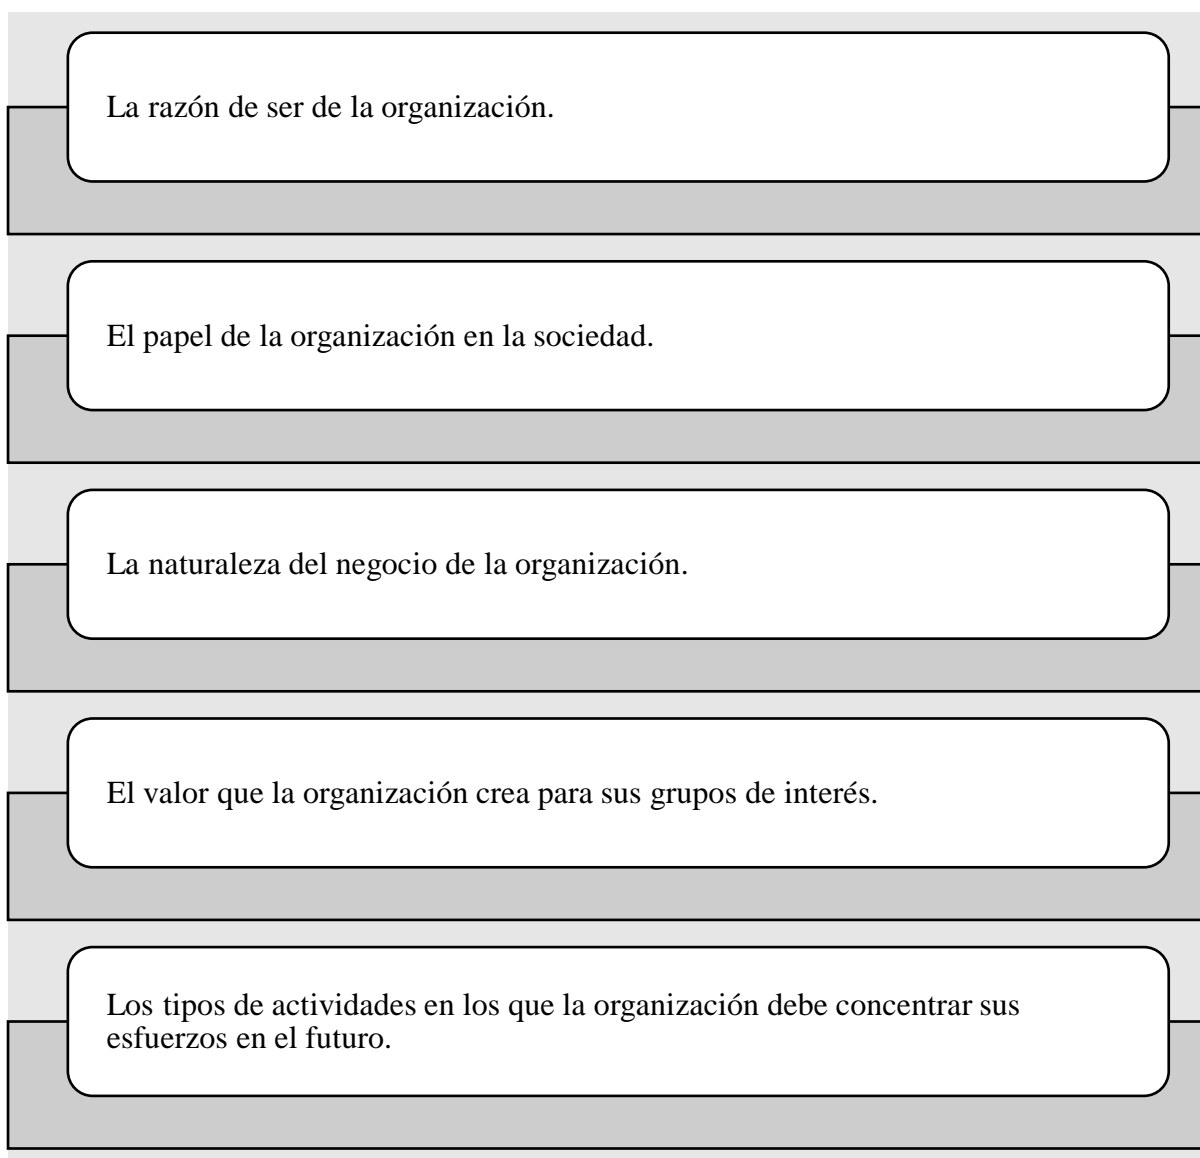 La razón de ser de la organización.
El papel de la organización en la sociedad.
La naturaleza del negocio de la organización.
El valor que la organización crea para sus grupos de interés.
Los tipos de actividades en los que la organización debe concentrar sus
esfuerzos en el futuro.